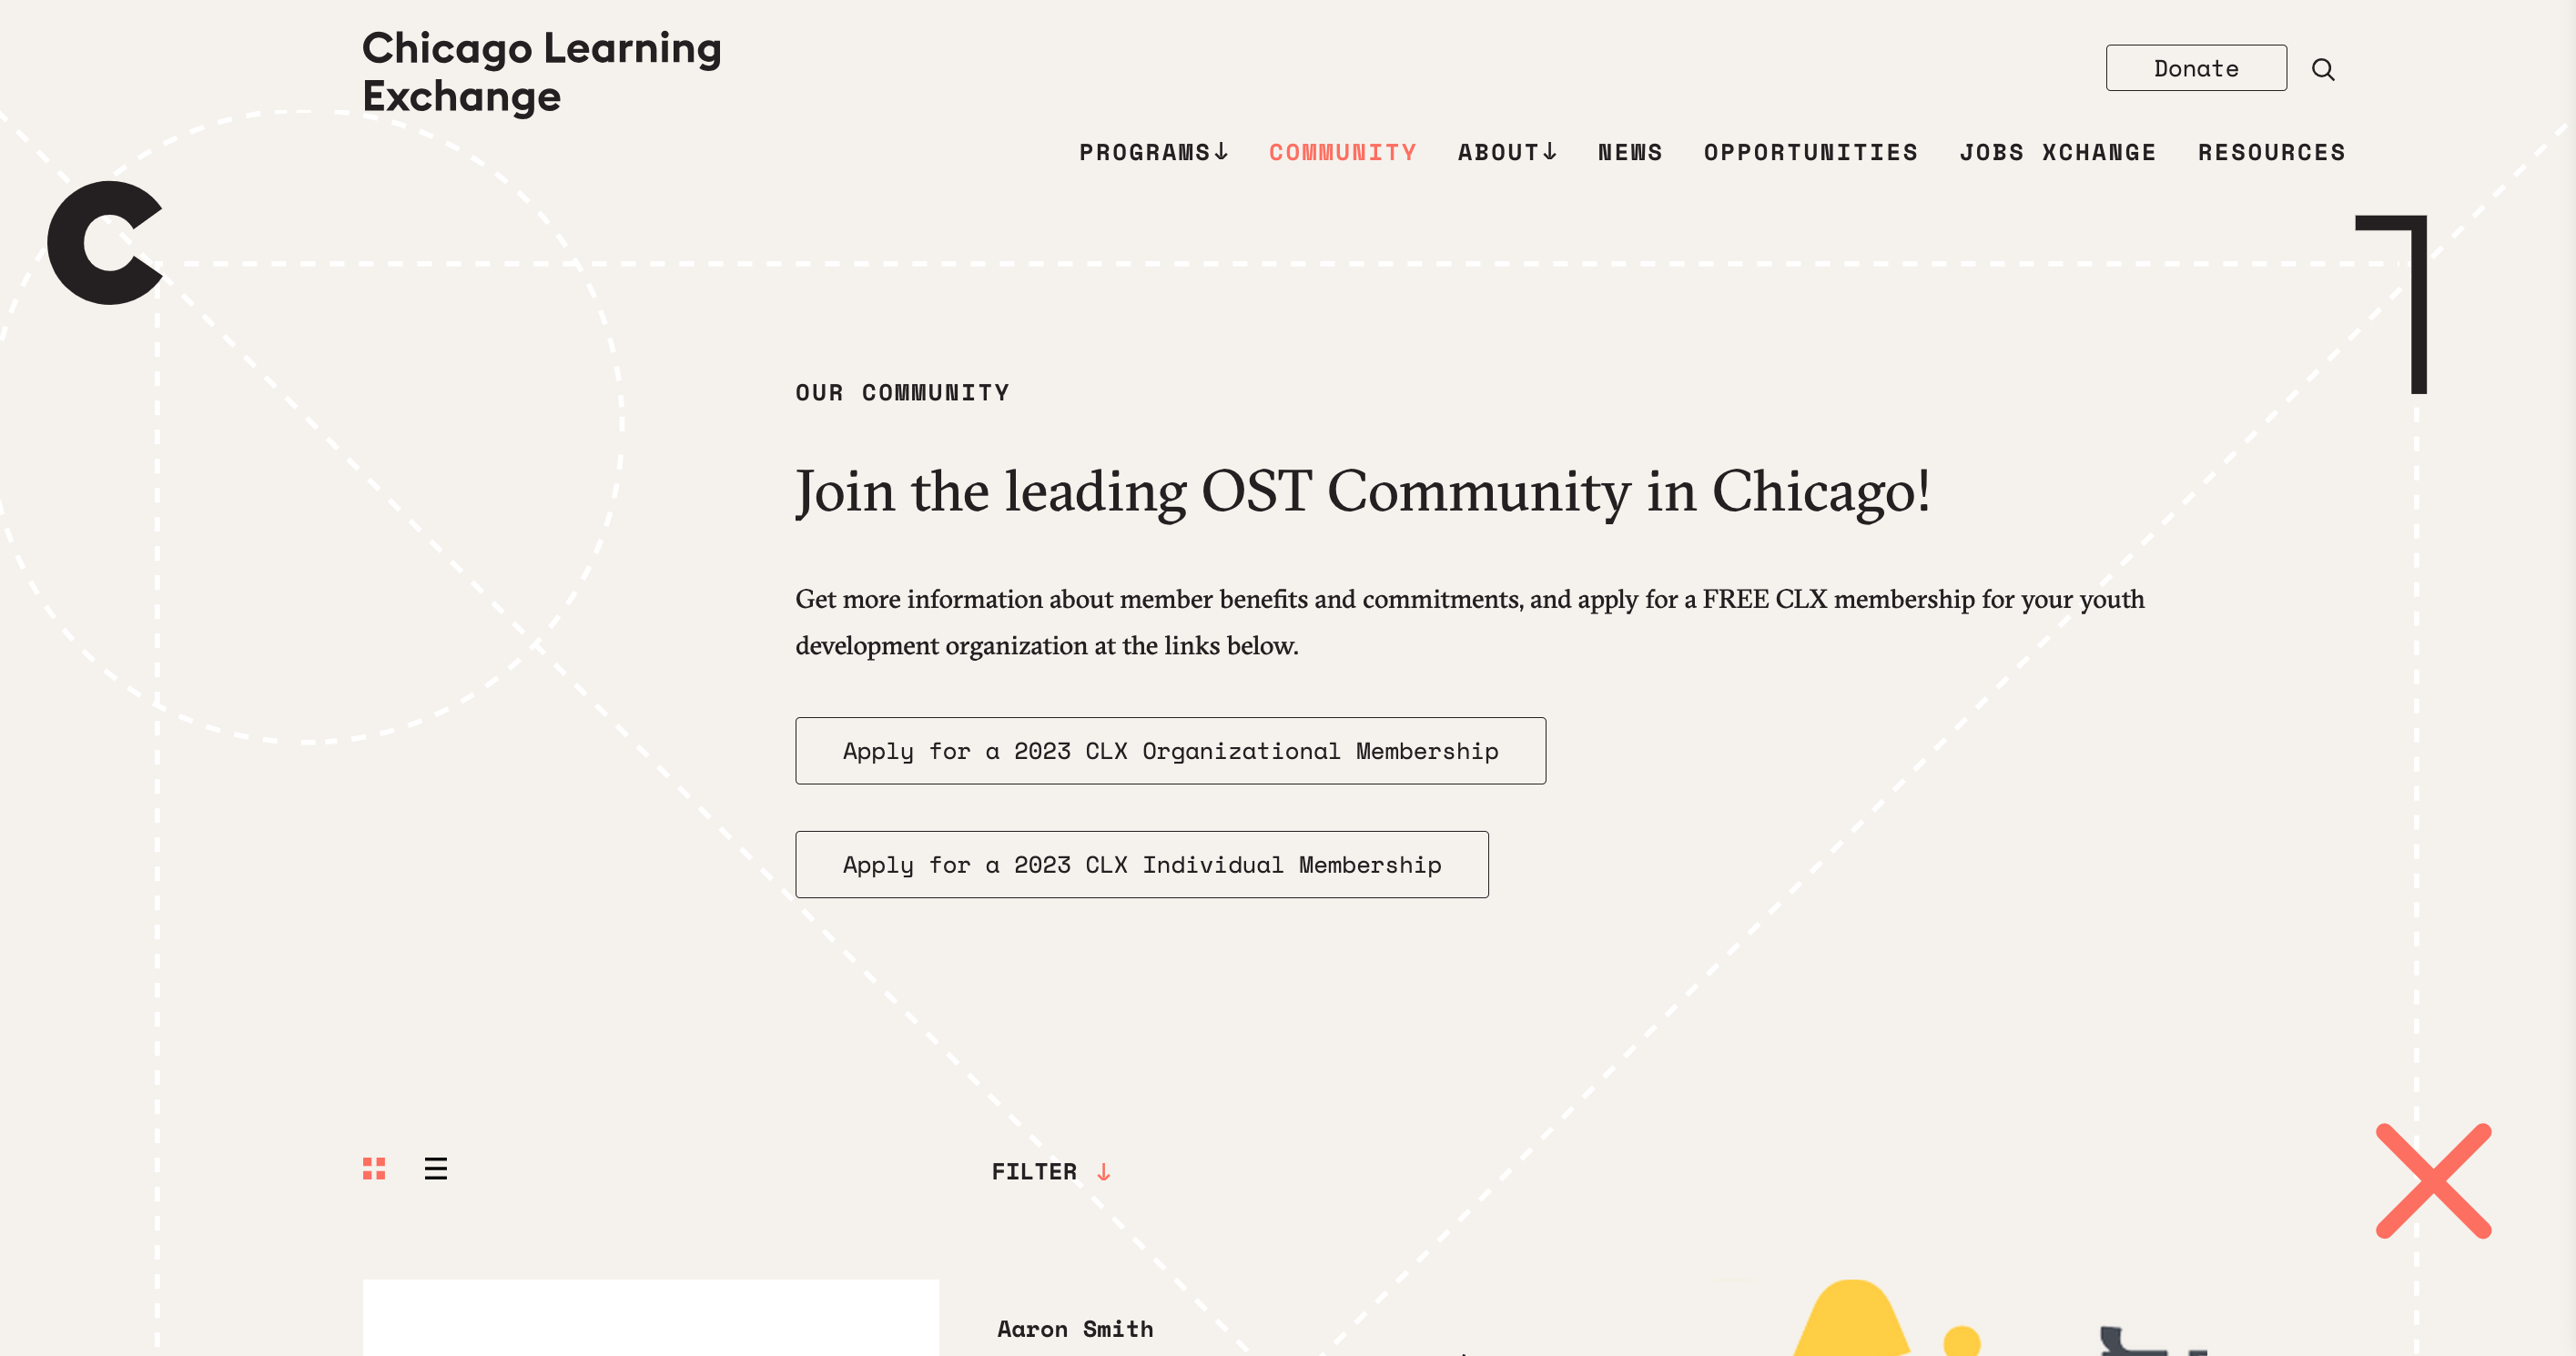 Chicago Learning
Exchange
Donate
PROGRAMS↓ COMMUNITY ABOUT↓ NEWS OPPORTUNITIES JOBS XCHANGE RESOURCES
C
OUR COMMUNITY
Join the leading OST Community in Chicago!
Get more information about member benefits and commitments, and apply for a FREE CLX membership for your youth
development organization at the links below.
Apply for a 2023 CLX Organizational Membership
Apply for a 2023 CLX Individual Membership
FILTER ↓
Aaron Smith